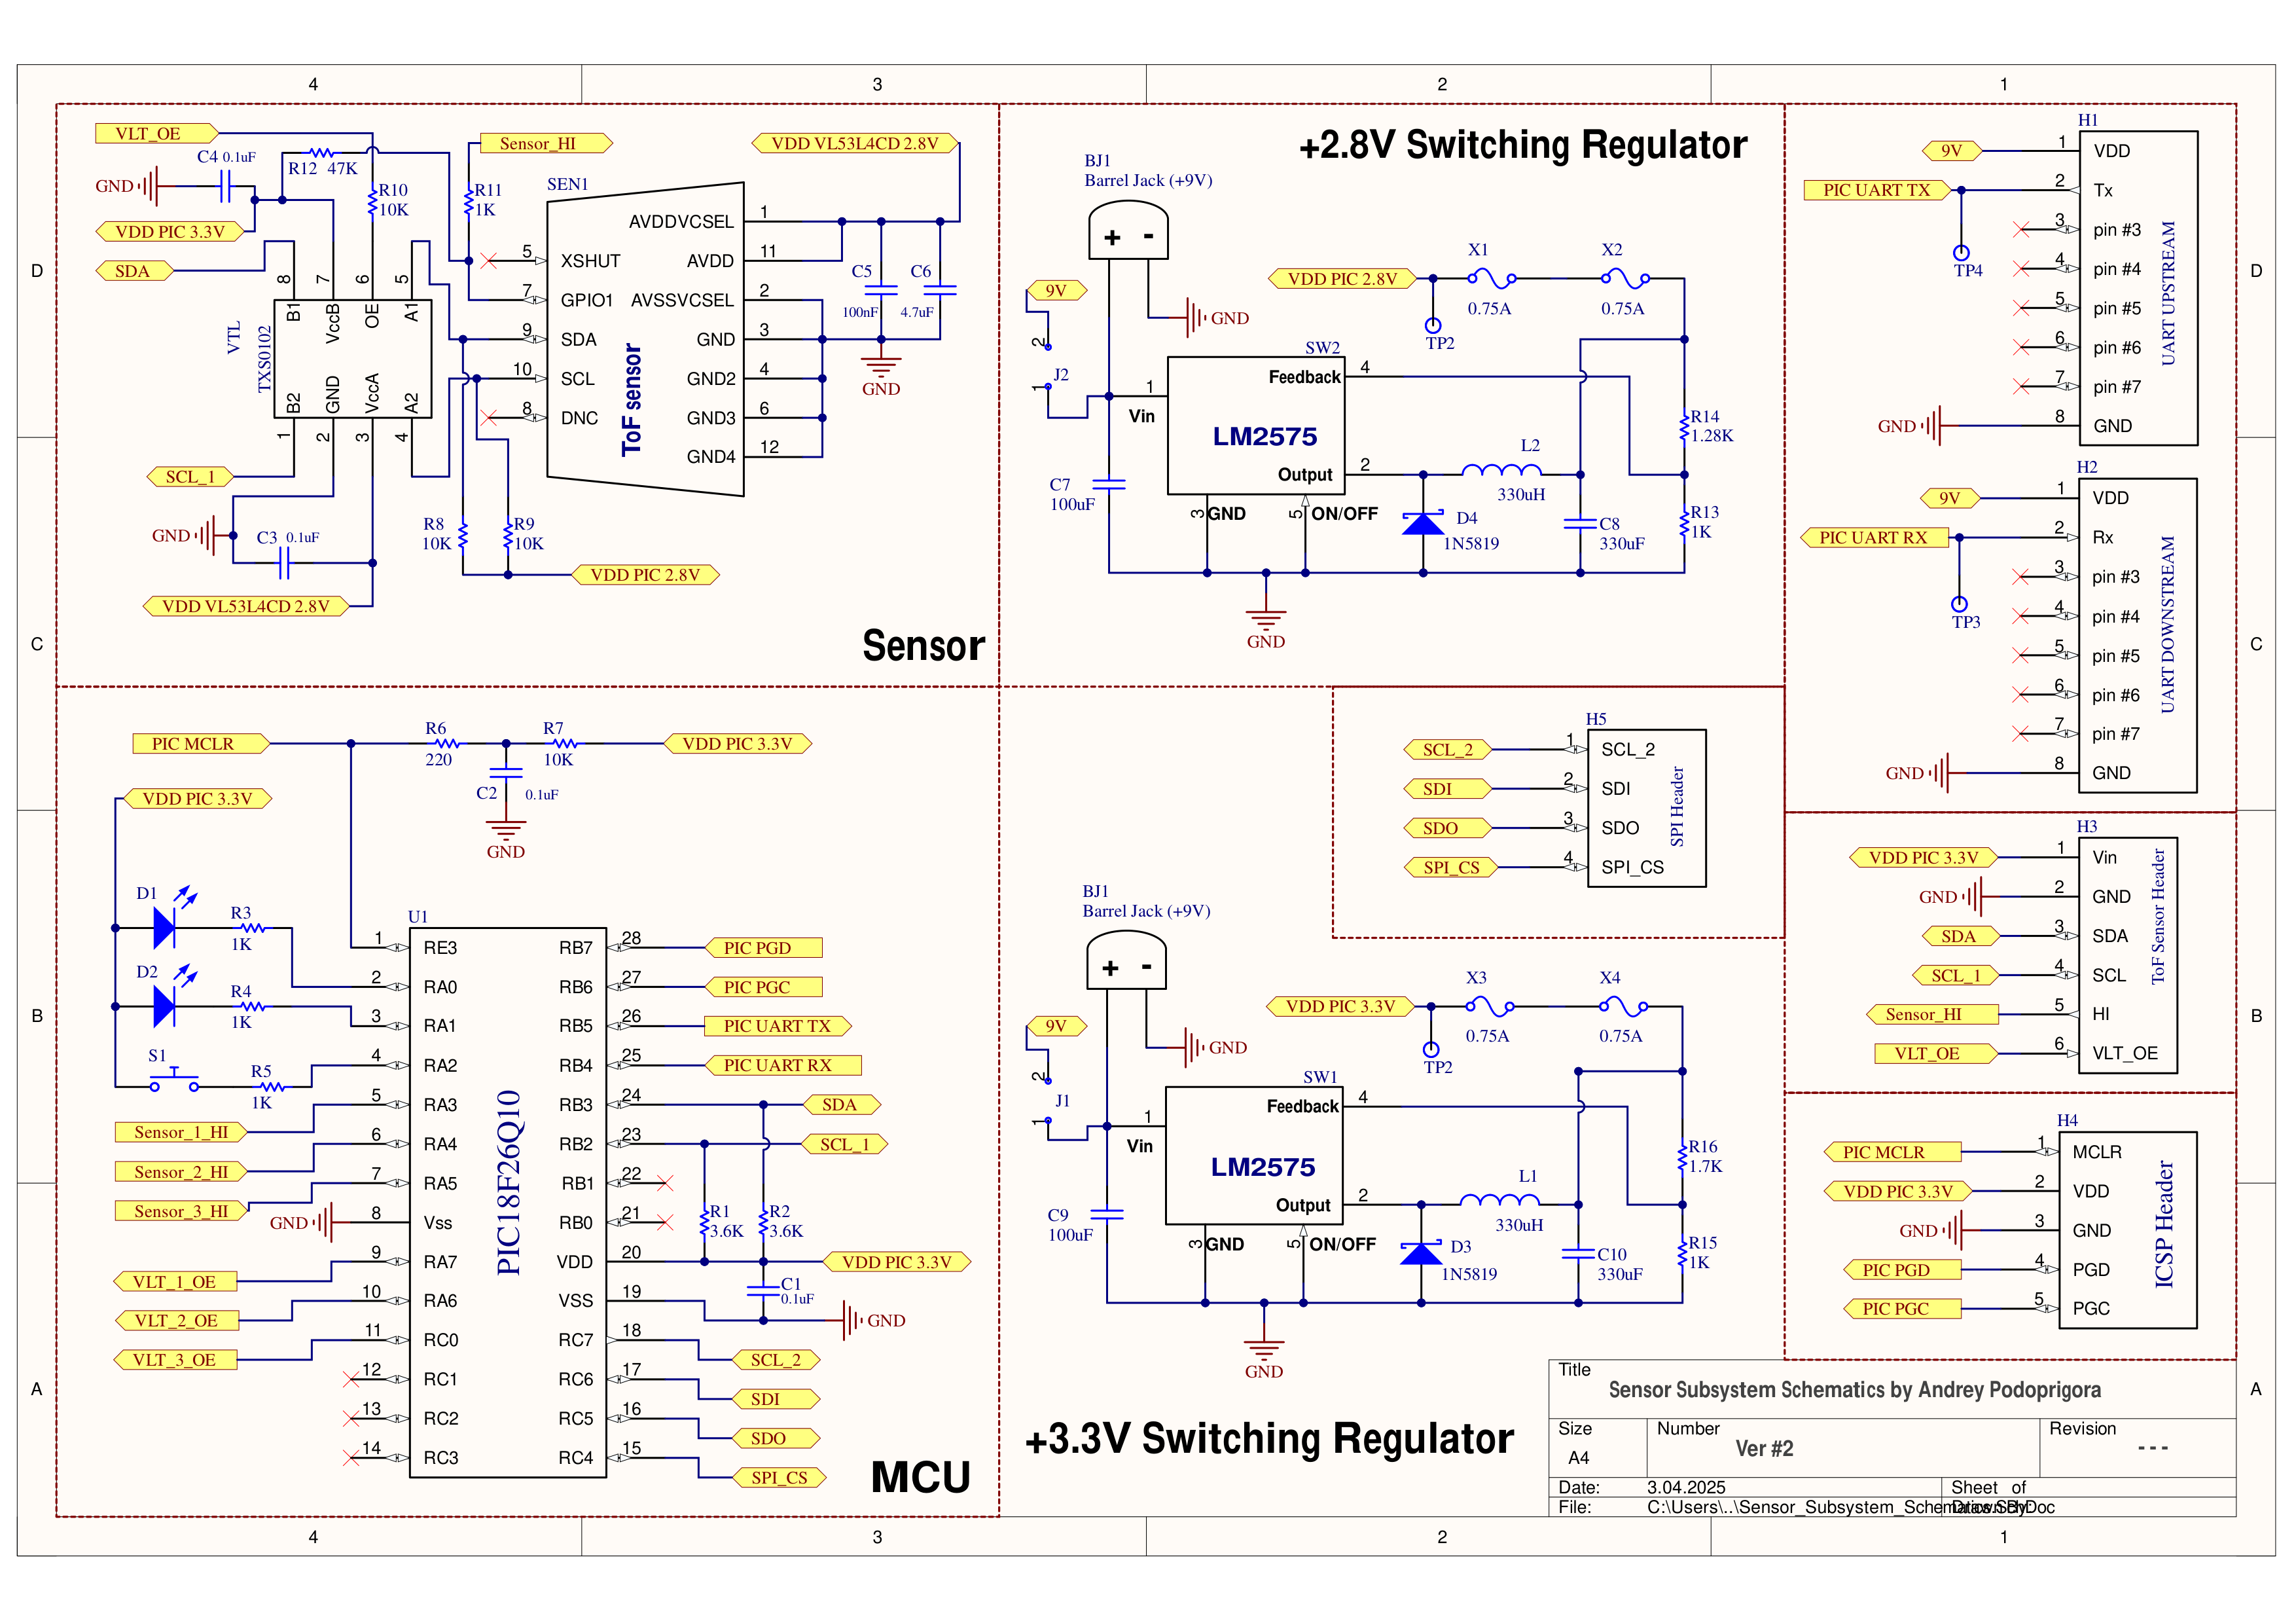 4
3
2
1
D
C
B
A
D
C
B
A
4
3
2
1
VLT_OE
C4 0.1uF
R12 47K
GND
VDD PIC 3.3V
SDA
R10
10K
Sensor_HI
R11
1K
VDD VL53L4CD 2.8V
SEN1
8
7
6
5
B1
VccB
OE
A1
VTL
TXS0102
B2
GND
VccA
A2
1
2
3
4
5 XSHUT
7 GPIO1
9 SDA
10 SCL
8 DNC
ToF sensor
AVDDVCSEL 1
AVDD 11
AVSSVCSEL 2
GND 3
GND2 4
GND3 6
GND4 12
C5
100nF
C6
4.7uF
GND
SCL_1
GND
C3 0.1uF
VDD VL53L4CD 2.8V
R8
10K
R9
10K
VDD PIC 2.8V
Sensor
+2.8V Switching Regulator
BJ1
Barrel Jack (+9V)
+ -
9V
GND
2
J2
1
VDD PIC 2.8V
TP2
X1
0.75A
X2
0.75A
SW2
1
Vin
Feedback 4
LM2575
Output 2
3 GND
5 ON/OFF
C7
100uF
D4
1N5819
L2
330uH
C8
330uF
R14
1.28K
R13
1K
GND
H1
9V
PIC UART TX
TP4
1 VDD
2 Tx
3 pin #3
4 pin #4
5 pin #5
6 pin #6
7 pin #7
8 GND
GND
UART UPSTREAM
H2
9V
PIC UART RX
TP3
1 VDD
2 Rx
3 pin #3
4 pin #4
5 pin #5
6 pin #6
7 pin #7
8 GND
GND
UART DOWNSTREAM
PIC MCLR
R6
220
R7
10K
VDD PIC 3.3V
C2 0.1uF
GND
VDD PIC 3.3V
D1
R3
1K
D2
R4
1K
S1
R5
1K
Sensor_1_HI
Sensor_2_HI
Sensor_3_HI
GND
VLT_1_OE
VLT_2_OE
VLT_3_OE
U1
PIC18F26Q10
1 RE3
2 RA0
3 RA1
4 RA2
5 RA3
6 RA4
7 RA5
8 Vss
9 RA7
10 RA6
11 RC0
12 RC1
13 RC2
14 RC3
RB7 28 PIC PGD
RB6 27 PIC PGC
RB5 26 PIC UART TX
RB4 25 PIC UART RX
RB3 24 SDA
RB2 23 SCL_1
RB1 22
RB0 21
VDD 20 VDD PIC 3.3V
VSS 19
RC7 18 SCL_2
RC6 17 SDI
RC5 16 SDO
RC4 15 SPI_CS
R1
3.6K
R2
3.6K
C1
0.1uF
GND
MCU
H5
SCL_2 1 SCL_2
SDI 2 SDI
SDO 3 SDO
SPI_CS 4 SPI_CS
SPI Header
BJ1
Barrel Jack (+9V)
+ -
9V
GND
2
J1
1
VDD PIC 3.3V
TP2
X3
0.75A
X4
0.75A
SW1
1
Vin
Feedback 4
LM2575
Output 2
3 GND
5 ON/OFF
C9
100uF
D3
1N5819
L1
330uH
C10
330uF
R16
1.7K
R15
1K
GND
+3.3V Switching Regulator
H3
VDD PIC 3.3V 1 Vin
GND 2 GND
SDA 3 SDA
SCL_1 4 SCL
Sensor_HI 5 HI
VLT_OE 6 VLT_OE
ToF Sensor Header
H4
PIC MCLR 1 MCLR
VDD PIC 3.3V 2 VDD
GND 3 GND
PIC PGD 4 PGD
PIC PGC 5 PGC
ICSP Header
Title
Sensor Subsystem Schematics by Andrey Podoprigora
Size
A4
Number
Ver #2
Revision
---
Date: 3.04.2025
Sheet of
File: C:\Users\..\Sensor_Subsystem_Schematics.SchDoc
Drawn By: